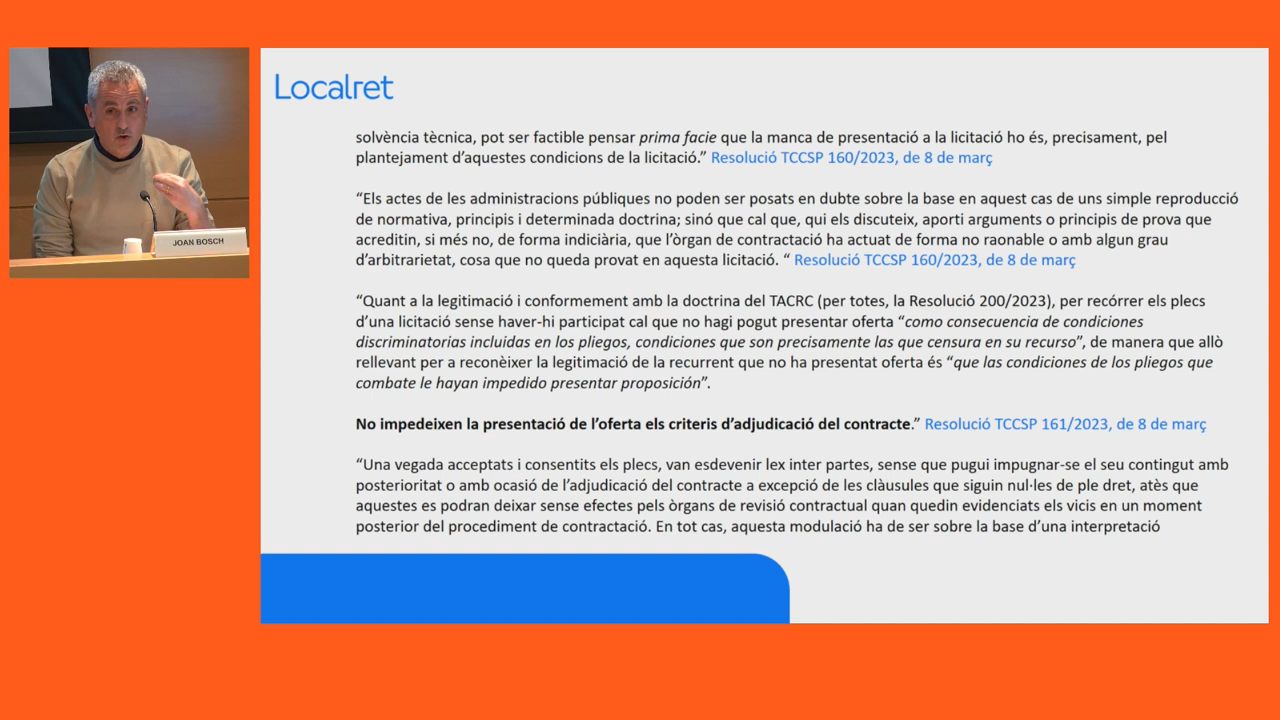 JOAN BOSCH
Localret
solvència tècnica, pot ser factible pensar prima facie que la manca de presentació a la licitació ho és, precisament, pel
plantejament d’aquestes condicions de la licitació.” Resolució TCCSP 160/2023, de 8 de març
“Els actes de les administracions públiques no poden ser posats en dubte sobre la base en aquest cas de uns simple reproducció
de normativa, principis i determinada doctrina; sinó que cal que, qui els discuteix, aporti arguments o principis de prova que
acreditin, si més no, de forma indiciària, que l’òrgan de contractació ha actuat de forma no raonable o amb algun grau
d’arbitrarietat, cosa que no queda provat en aquesta licitació. “ Resolució TCCSP 160/2023, de 8 de març
“Quant a la legitimació i conformement amb la doctrina del TACRC (per totes, la Resolució 200/2023), per recórrer els plecs
d’una licitació sense haver-hi participat cal que no hagi pogut presentar oferta “como consecuencia de condiciones
discriminatorias incluidas en los pliegos, condiciones que son precisamente las que censura en su recurso”, de manera que allò
rellevant per a reconèixer la legitimació de la recurrent que no ha presentat oferta és “que las condiciones de los pliegos que
combate le hayan impedido presentar proposición”.
No impedeixen la presentació de l’oferta els criteris d’adjudicació del contracte.” Resolució TCCSP 161/2023, de 8 de març
“Una vegada acceptats i consentits els plecs, van esdevenir lex inter partes, sense que pugui impugnar-se el seu contingut amb
posterioritat o amb ocasió de l’adjudicació del contracte a excepció de les clàusules que siguin nul·les de ple dret, atès que
aquestes es podran deixar sense efectes pels òrgans de revisió contractual quan quedin evidenciats els vicis en un moment
posterior del procediment de contractació. En tot cas, aquesta modulació ha de ser sobre la base d’una interpretació